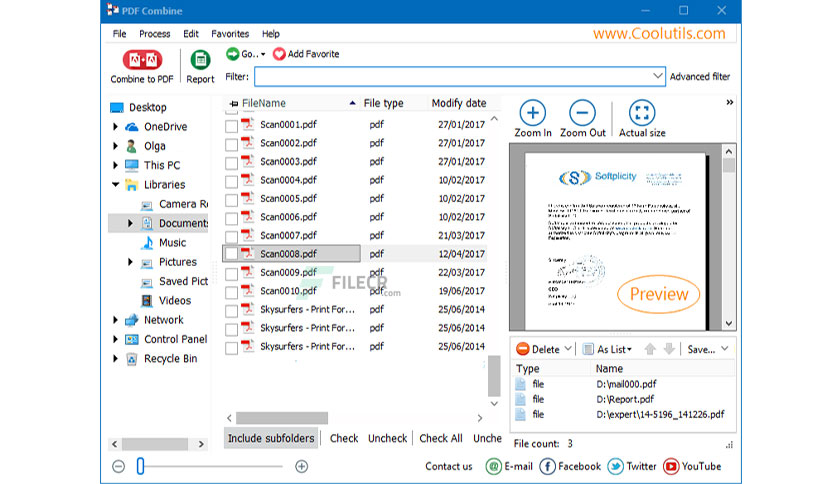 PDF Combine
File Process Edit Favorites Help
www.Coolutils.com
Combine to PDF
Report
Go..
Add Favorite
Filter:
Advanced filter
Desktop
OneDrive
Olga
This PC
Libraries
Camera R
Documents
Music
Pictures
Saved Pict
Videos
Network
Control Panel
Recycle Bin
FileName File type Modify date
Scan0001.pdf pdf 27/01/2017
Scan0002.pdf pdf 27/01/2017
Scan0003.pdf pdf 27/01/2017
Scan0004.pdf pdf 10/02/2017
Scan0005.pdf pdf 10/02/2017
Scan0006.pdf pdf 10/02/2017
Scan0007.pdf pdf 21/03/2017
Scan0008.pdf pdf 12/04/2017
Scan0009.pdf pdf 22/03/2017
Scan0010.pdf pdf 19/06/2017
Skysurfers - Print For... pdf 25/06/2014
Skysurfers - Print For... pdf 25/06/2014
Skysurfers - Print For... pdf 25/06/2014
FILECR
.com
Include subfolders Check Uncheck Check All Unche
Zoom In Zoom Out Actual size
S Softplicity
Preview
Delete As List Save...
Type Name
file D:\mail000.pdf
file D:\Report.pdf
file D:\expert\14-5196_141226.pdf
File count: 3
Contact us E-mail Facebook Twitter YouTube